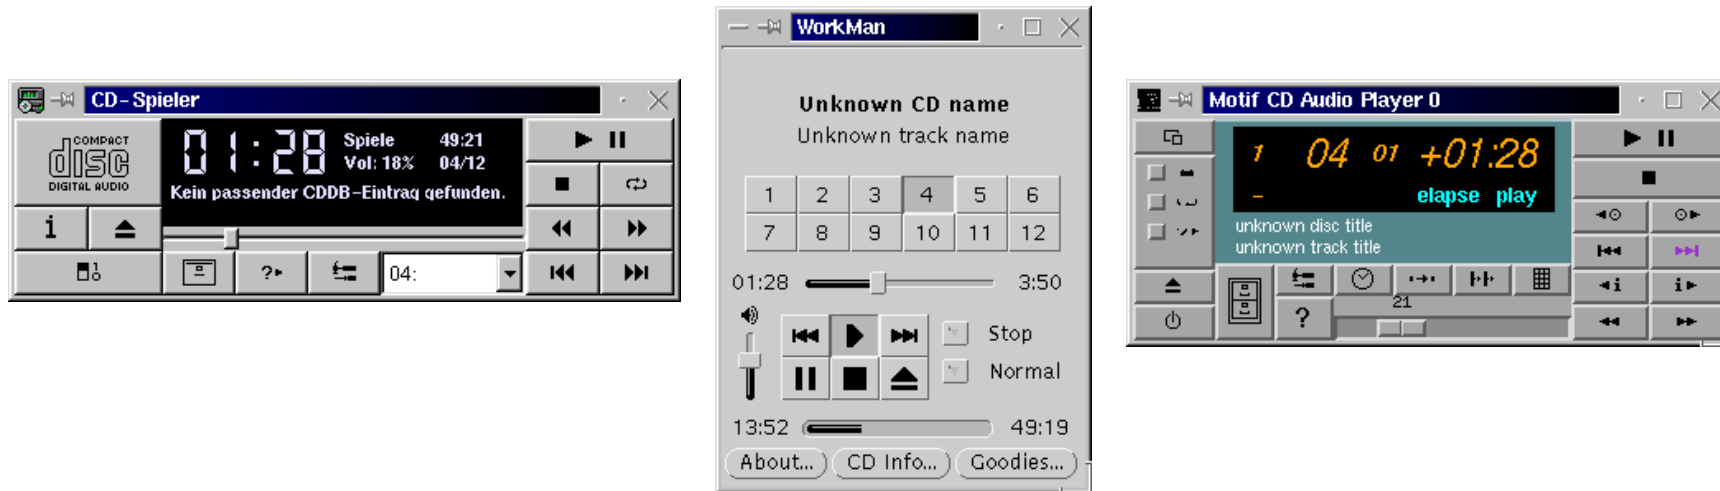 CD-Spieler
COMPACT
disc
DIGITAL AUDIO
01:28
Spiele 49:21
Vol: 18% 04/12
Kein passender CDDB-Eintrag gefunden.
i
?
04:
WorkMan
Unknown CD name
Unknown track name
1 2 3 4 5 6
7 8 9 10 11 12
01:28 3:50
Stop
Normal
13:52 49:19
About... CD Info... Goodies...
Motif CD Audio Player 0
1 04 01 +01:28
- elapse play
unknown disc title
unknown track title
21
?
i i